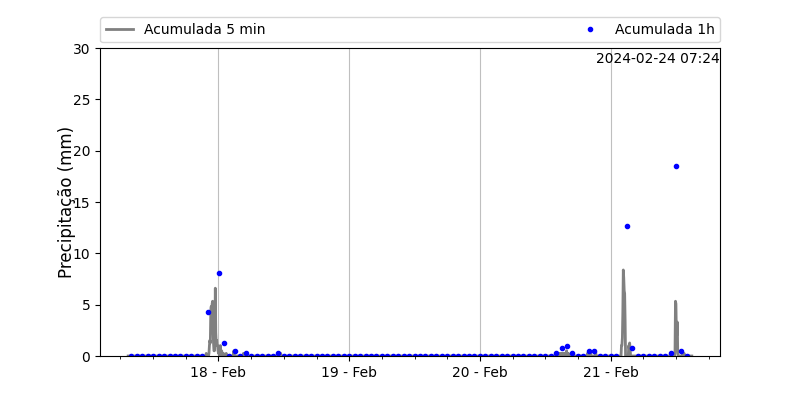 Acumulada 5 min
Acumulada 1h
2024-02-24 07:24
Precipitação (mm)
30
25
20
15
10
5
0
18 - Feb
19 - Feb
20 - Feb
21 - Feb